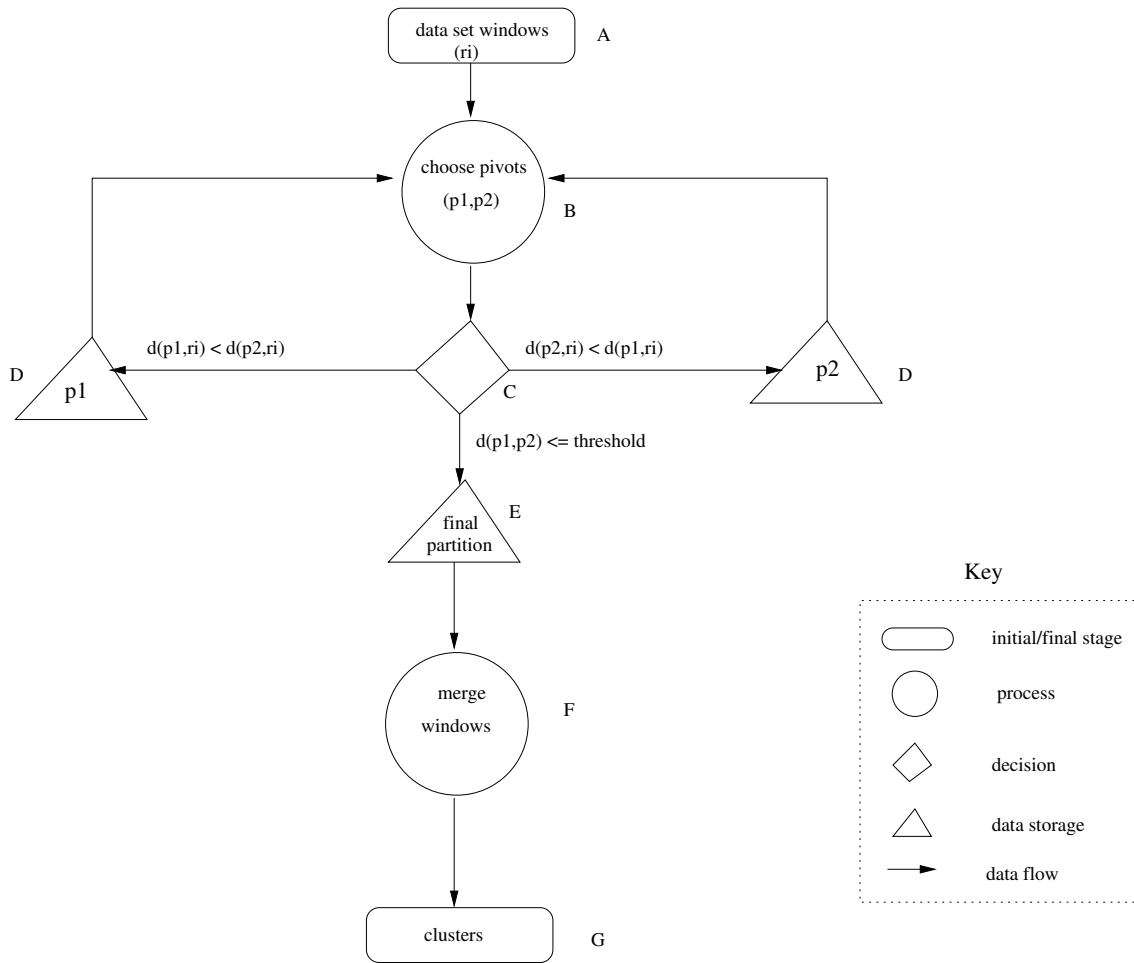 data set windows
(ri)
A
choose pivots
(p1,p2)
B
d(p1,ri) < d(p2,ri)
d(p2,ri) < d(p1,ri)
D
p1
C
p2
D
d(p1,p2) <= threshold
E
final
partition
Key
initial/final stage
process
decision
data storage
data flow
merge
windows
F
clusters
G